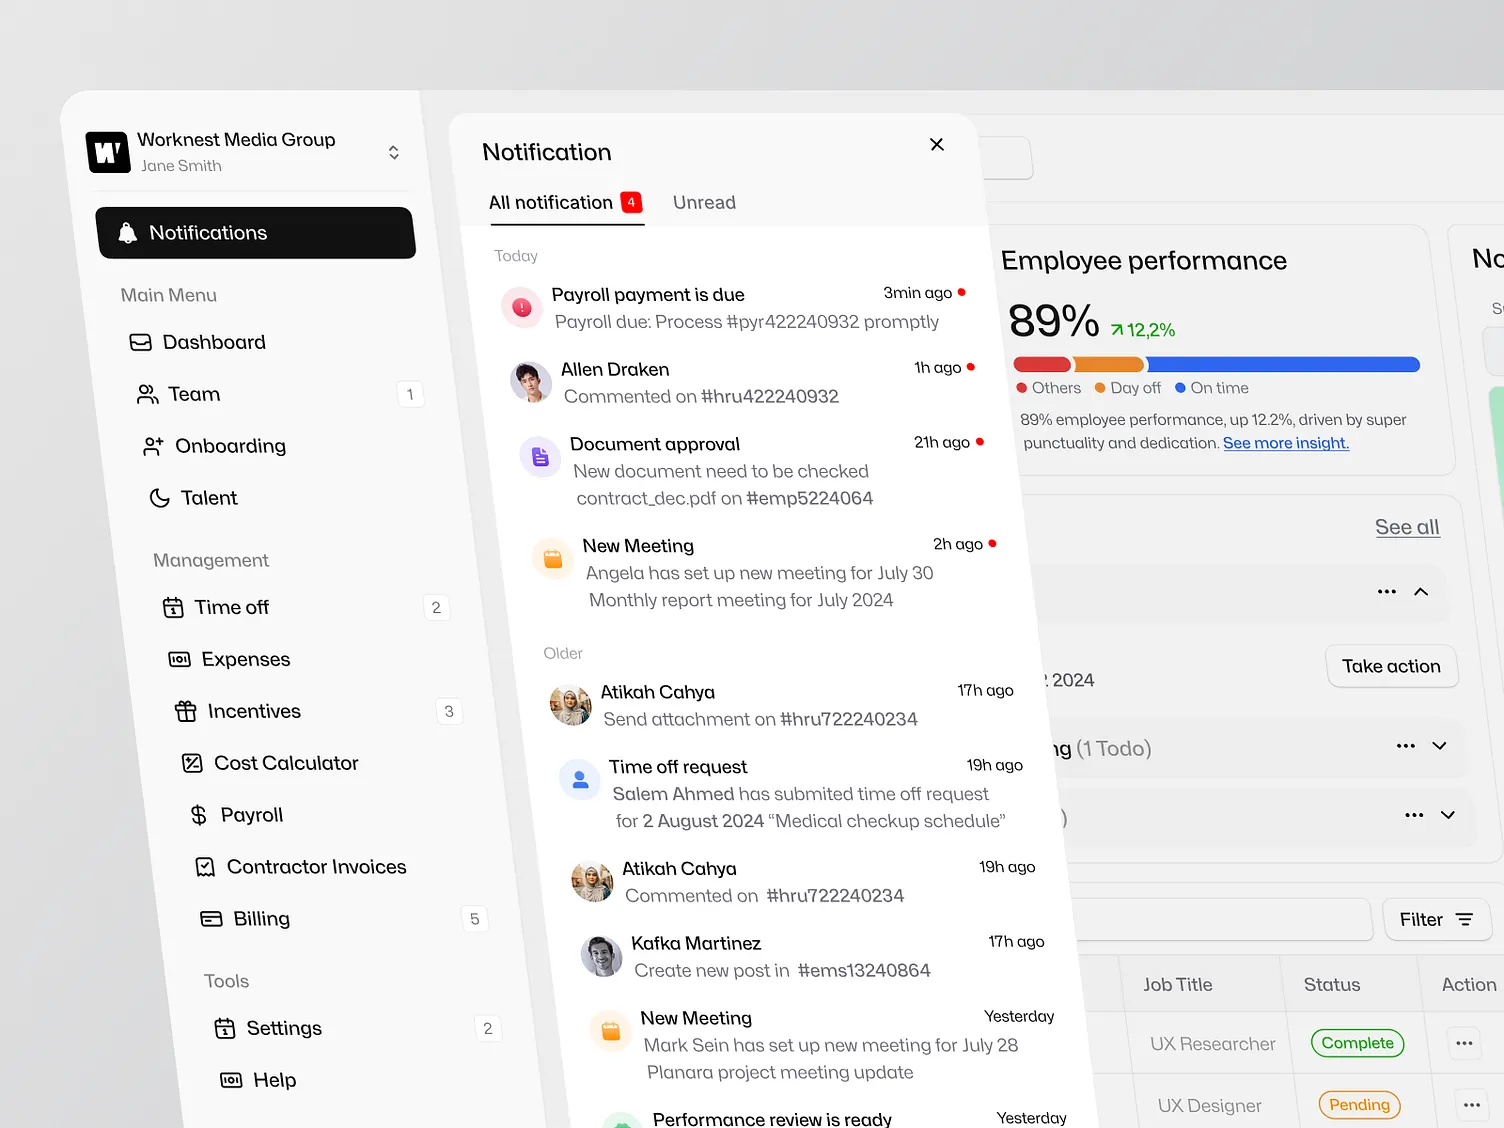 W
Worknest Media Group
Jane Smith
Notifications
Main Menu
Dashboard
Team 1
Onboarding
Talent
Management
Time off 2
Expenses
Incentives 3
Cost Calculator
Payroll
Contractor Invoices
Billing 5
Tools
Settings 2
Help
Notification
All notification 4 Unread
Today
Payroll payment is due 3min ago
Payroll due: Process #pyr422240932 promptly
Allen Draken 1h ago
Commented on #hru422240932
Document approval 21h ago
New document need to be checked
contract_dec.pdf on #emp5224064
New Meeting 2h ago
Angela has set up new meeting for July 30
Monthly report meeting for July 2024
Older
Atikah Cahya 17h ago
Send attachment on #hru722240234
Time off request 19h ago
Salem Ahmed has submited time off request
for 2 August 2024 “Medical checkup schedule”
Atikah Cahya 19h ago
Commented on #hru722240234
Kafka Martinez 17h ago
Create new post in #ems13240864
New Meeting Yesterday
Mark Sein has set up new meeting for July 28
Planara project meeting update
Performance review is ready Yesterday
Employee performance
89% 12,2%
Others Day off On time
89% employee performance, up 12.2%, driven by super
punctuality and dedication. See more insight.
See all
2024
Take action
(1 Todo)
Filter
Job Title Status Action
UX Researcher Complete
UX Designer Pending